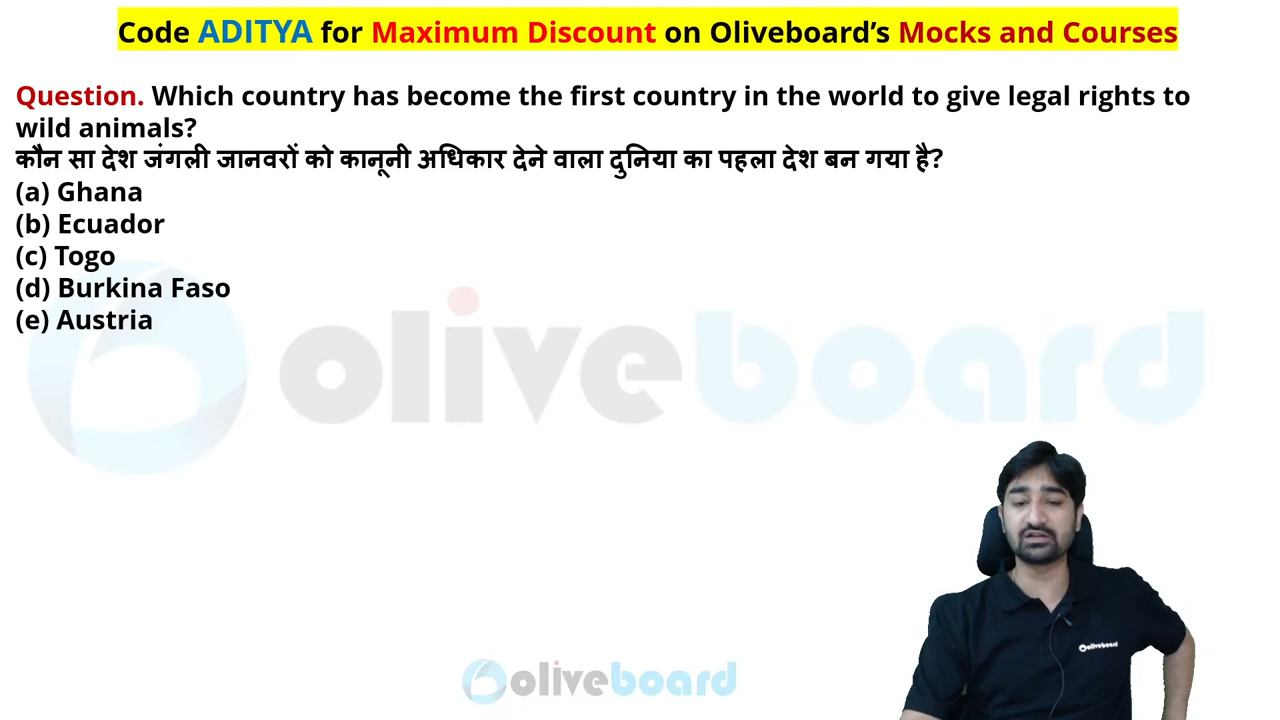 Code ADITYA for Maximum Discount on Oliveboard’s Mocks and Courses
Question. Which country has become the first country in the world to give legal rights to
wild animals?
कौन सा देश जंगली जानवरों को कानूनी अधिकार देने वाला दुनिया का पहला देश बन गया है?
(a) Ghana
(b) Ecuador
(c) Togo
(d) Burkina Faso
(e) Austria
oliveboard
oliveboard
oliveboard